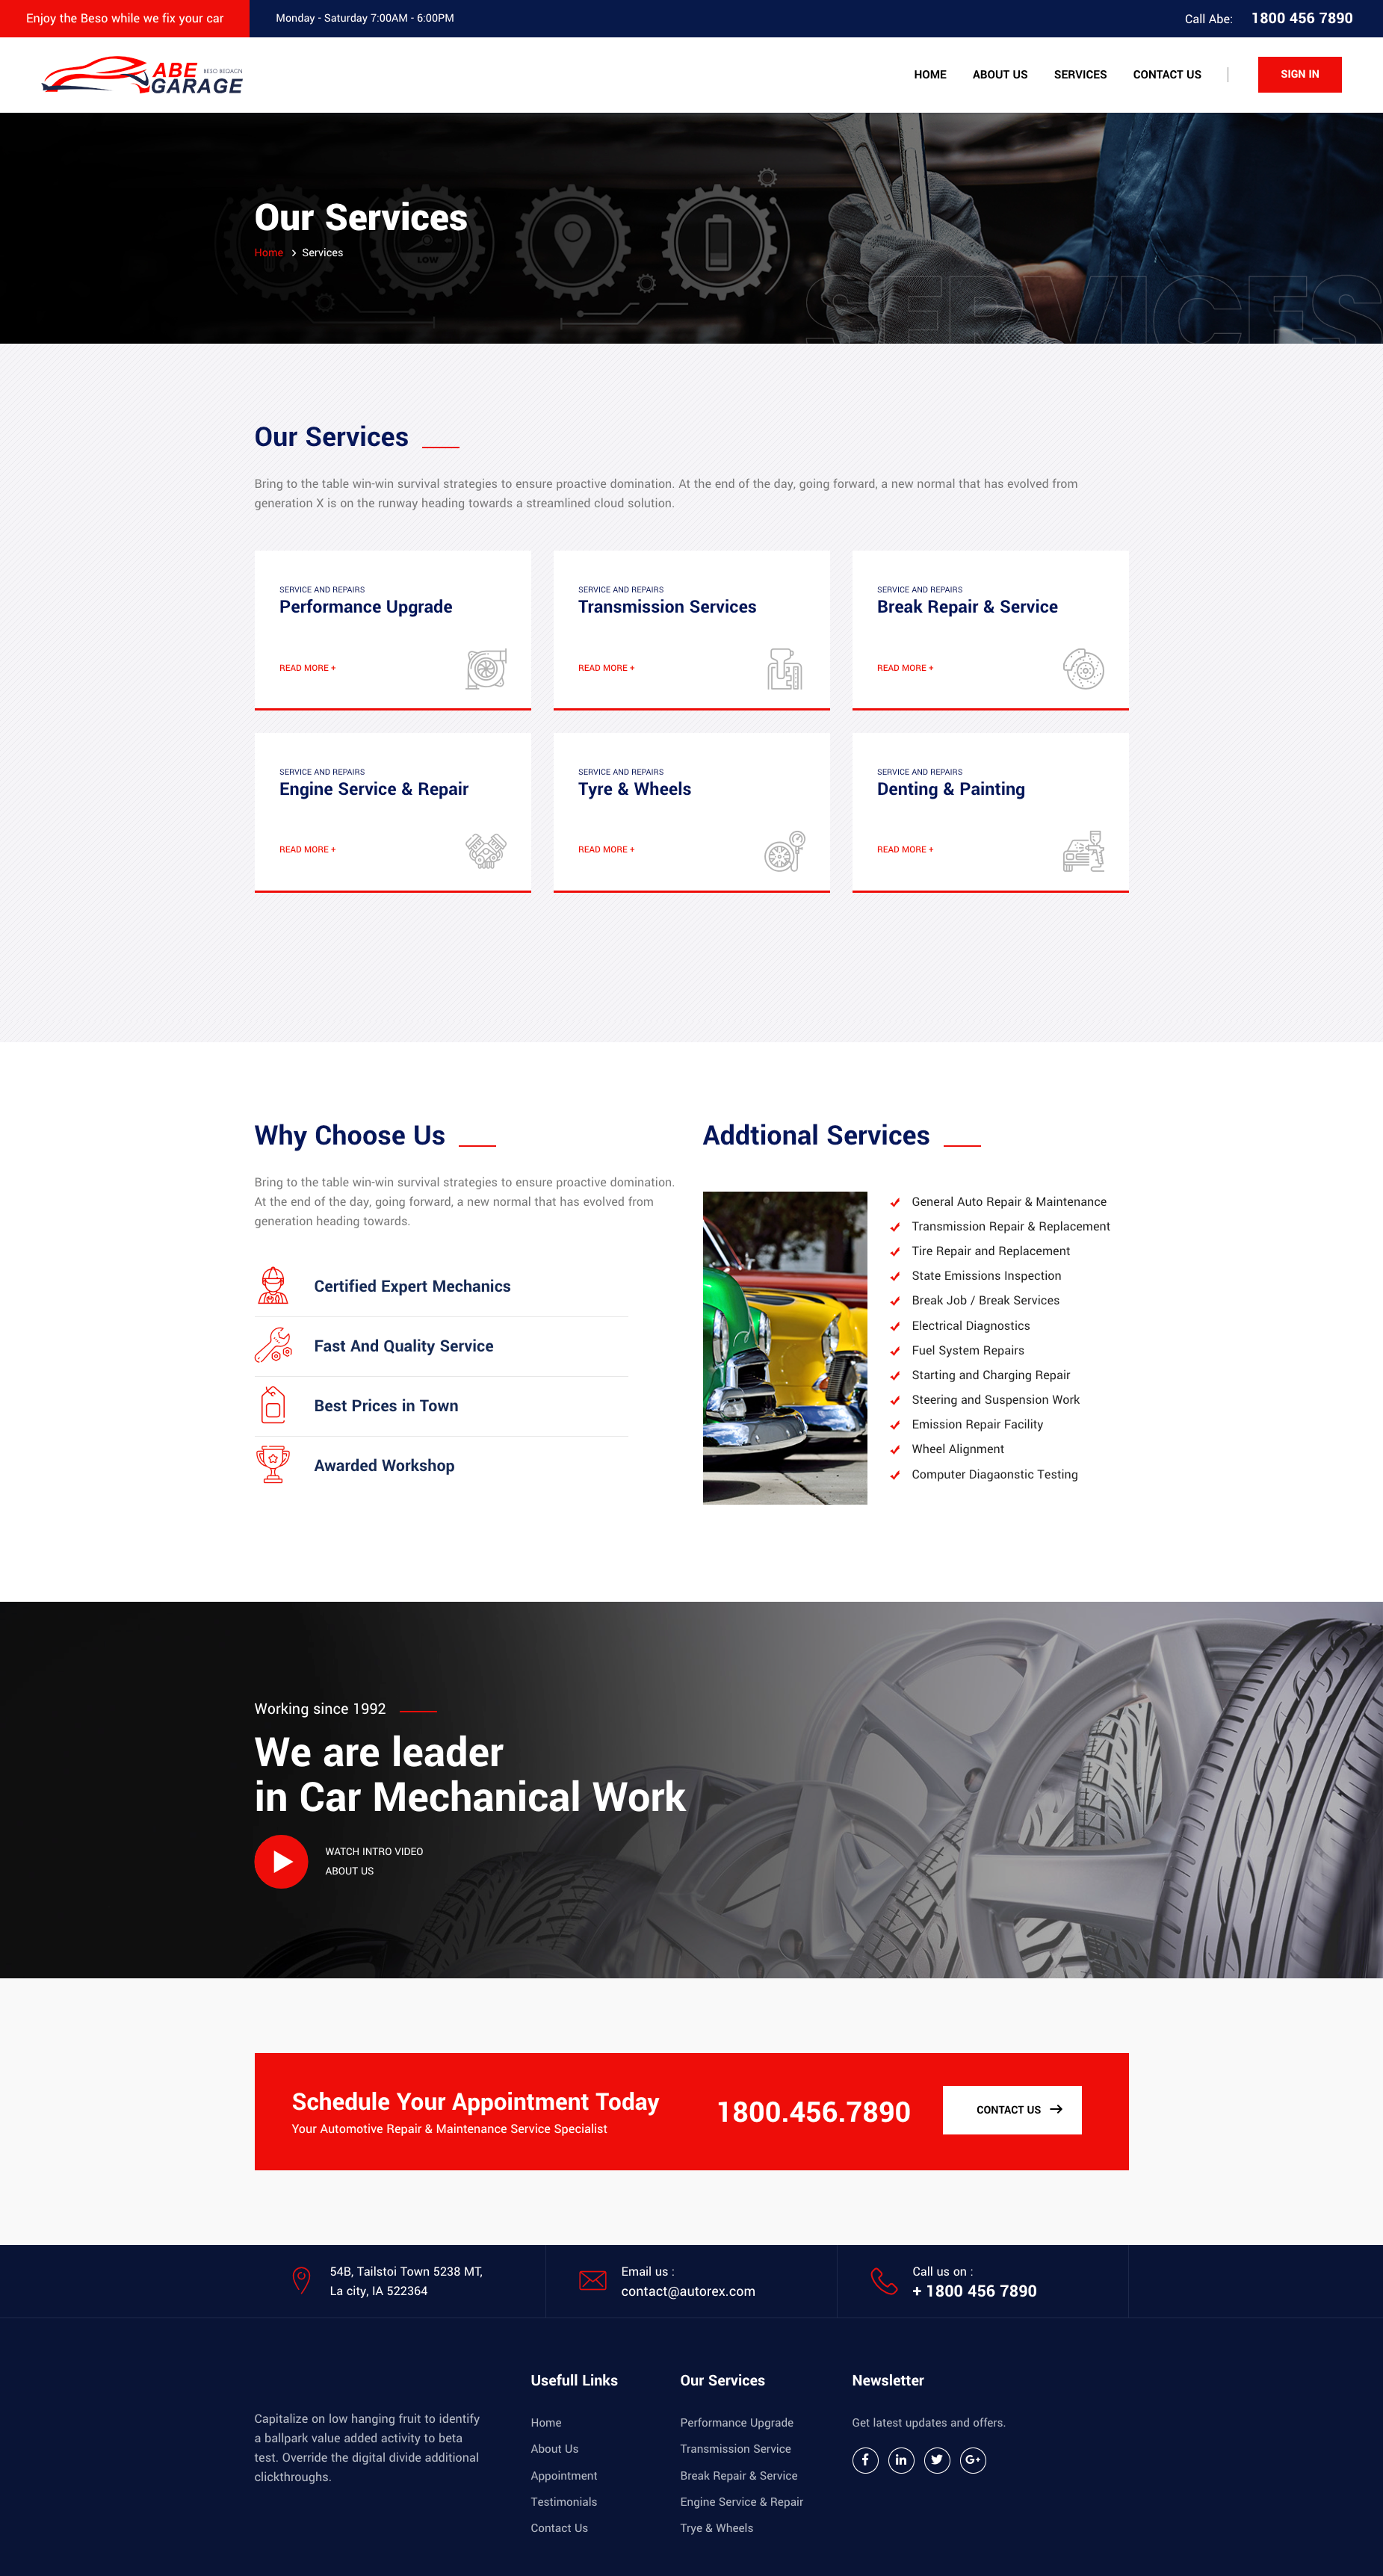 Enjoy the Beso while we fix your car
Monday - Saturday 7:00AM - 6:00PM
Call Abe: 1800 456 7890
ABE BESO BEQACN
GARAGE
HOME ABOUT US SERVICES CONTACT US SIGN IN
Our Services
LOW
Home > Services
SERVICES
Our Services
Bring to the table win-win survival strategies to ensure proactive domination. At the end of the day, going forward, a new normal that has evolved from
generation X is on the runway heading towards a streamlined cloud solution.
SERVICE AND REPAIRS
Performance Upgrade
READ MORE +
SERVICE AND REPAIRS
Transmission Services
READ MORE +
SERVICE AND REPAIRS
Break Repair & Service
READ MORE +
SERVICE AND REPAIRS
Engine Service & Repair
READ MORE +
SERVICE AND REPAIRS
Tyre & Wheels
READ MORE +
SERVICE AND REPAIRS
Denting & Painting
READ MORE +
Why Choose Us
Bring to the table win-win survival strategies to ensure proactive domination.
At the end of the day, going forward, a new normal that has evolved from
generation heading towards.
Certified Expert Mechanics
Fast And Quality Service
Best Prices in Town
Awarded Workshop
Addtional Services
General Auto Repair & Maintenance
Transmission Repair & Replacement
Tire Repair and Replacement
State Emissions Inspection
Break Job / Break Services
Electrical Diagnostics
Fuel System Repairs
Starting and Charging Repair
Steering and Suspension Work
Emission Repair Facility
Wheel Alignment
Computer Diagaonstic Testing
Working since 1992
We are leader
in Car Mechanical Work
WATCH INTRO VIDEO
ABOUT US
Schedule Your Appointment Today
Your Automotive Repair & Maintenance Service Specialist
1800.456.7890
CONTACT US
54B, Tailstoi Town 5238 MT,
La city, IA 522364
Email us :
contact@autorex.com
Call us on :
+ 1800 456 7890
Capitalize on low hanging fruit to identify
a ballpark value added activity to beta
test. Override the digital divide additional
clickthroughs.
Usefull Links
Home
About Us
Appointment
Testimonials
Contact Us
Our Services
Performance Upgrade
Transmission Service
Break Repair & Service
Engine Service & Repair
Trye & Wheels
Newsletter
Get latest updates and offers.